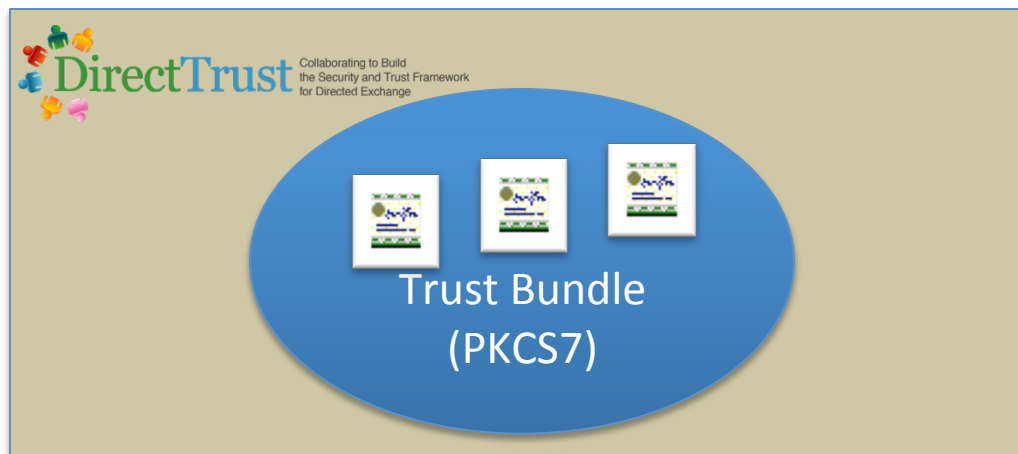 DirectTrust
Collaborating to Build
the Security and Trust Framework
for Directed Exchange
Trust Bundle
(PKCS7)